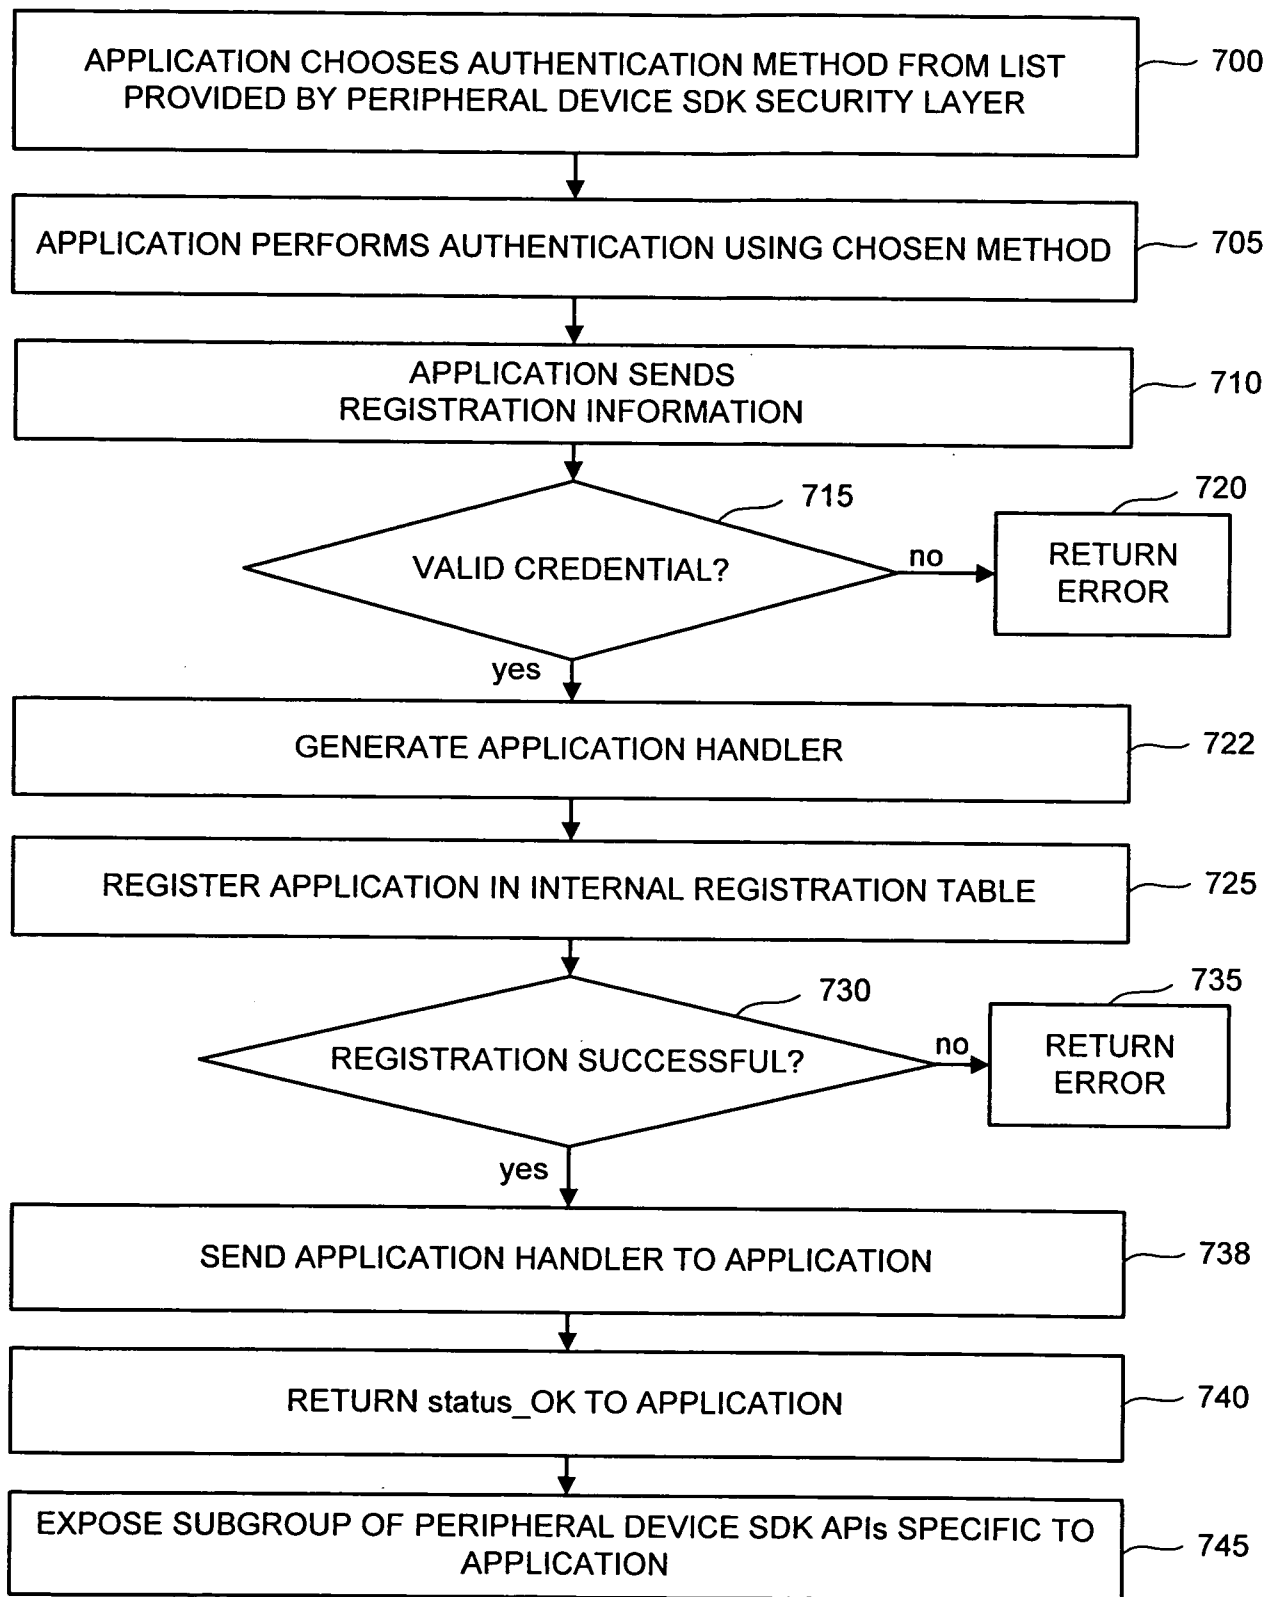 APPLICATION CHOOSES AUTHENTICATION METHOD FROM LIST
PROVIDED BY PERIPHERAL DEVICE SDK SECURITY LAYER
700
APPLICATION PERFORMS AUTHENTICATION USING CHOSEN METHOD
705
APPLICATION SENDS
REGISTRATION INFORMATION
710
715
720
VALID CREDENTIAL?
no
RETURN
ERROR
yes
GENERATE APPLICATION HANDLER
722
REGISTER APPLICATION IN INTERNAL REGISTRATION TABLE
725
730
735
REGISTRATION SUCCESSFUL?
no
RETURN
ERROR
yes
SEND APPLICATION HANDLER TO APPLICATION
738
RETURN status_OK TO APPLICATION
740
EXPOSE SUBGROUP OF PERIPHERAL DEVICE SDK APIs SPECIFIC TO
APPLICATION
745